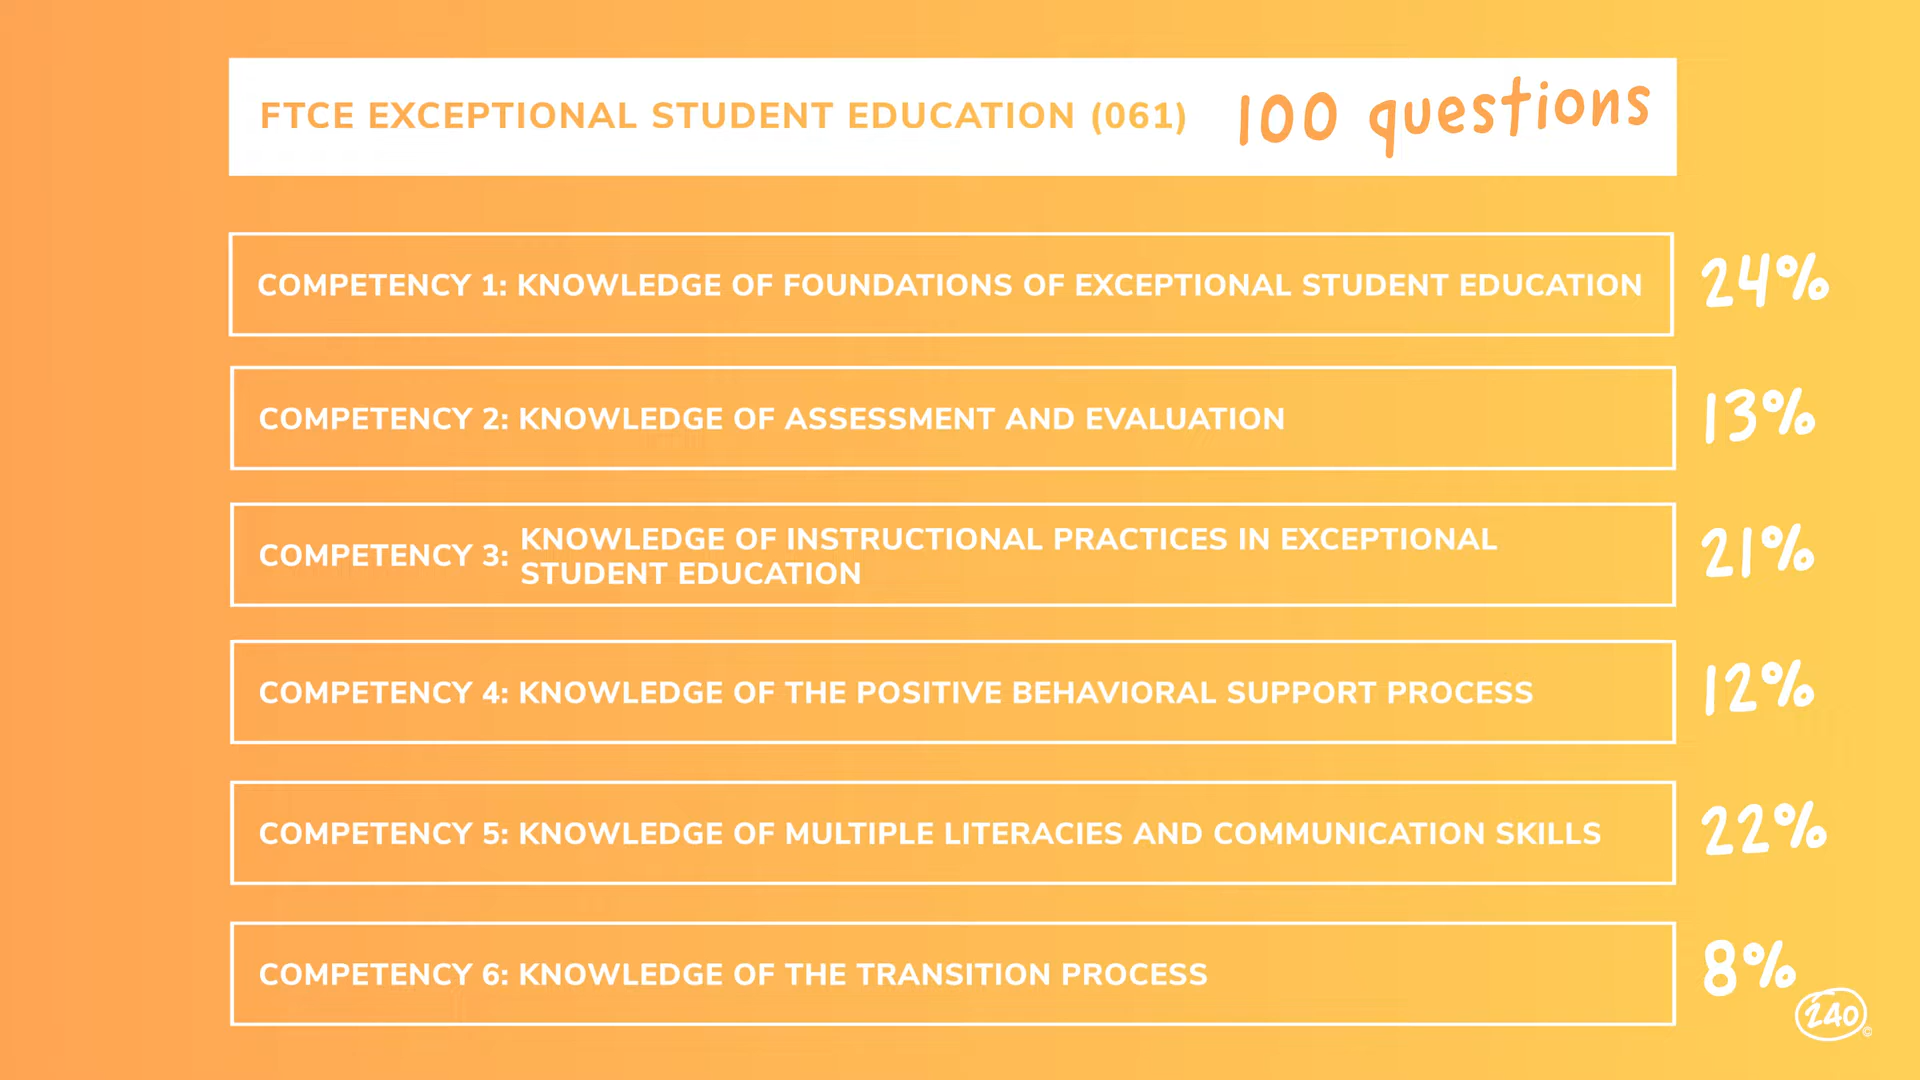 FTCE EXCEPTIONAL STUDENT EDUCATION (061) 100 questions
COMPETENCY 1: KNOWLEDGE OF FOUNDATIONS OF EXCEPTIONAL STUDENT EDUCATION 24%
COMPETENCY 2: KNOWLEDGE OF ASSESSMENT AND EVALUATION 13%
COMPETENCY 3: KNOWLEDGE OF INSTRUCTIONAL PRACTICES IN EXCEPTIONAL
STUDENT EDUCATION 21%
COMPETENCY 4: KNOWLEDGE OF THE POSITIVE BEHAVIORAL SUPPORT PROCESS 12%
COMPETENCY 5: KNOWLEDGE OF MULTIPLE LITERACIES AND COMMUNICATION SKILLS 22%
COMPETENCY 6: KNOWLEDGE OF THE TRANSITION PROCESS 8%
240 ©